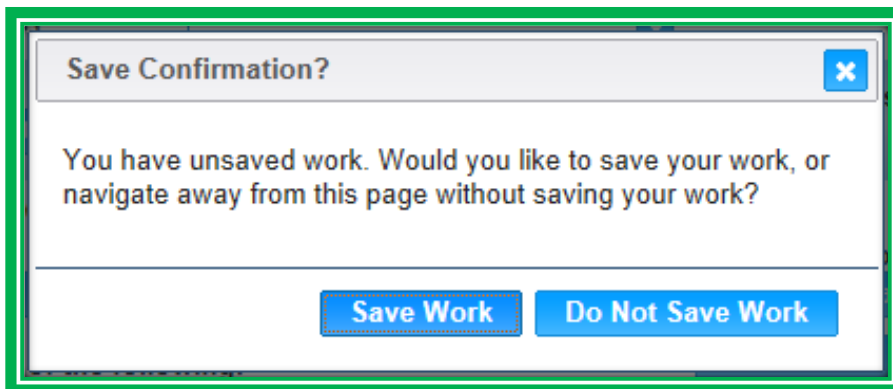 Save Confirmation?
You have unsaved work. Would you like to save your work, or
navigate away from this page without saving your work?
Save Work
Do Not Save Work